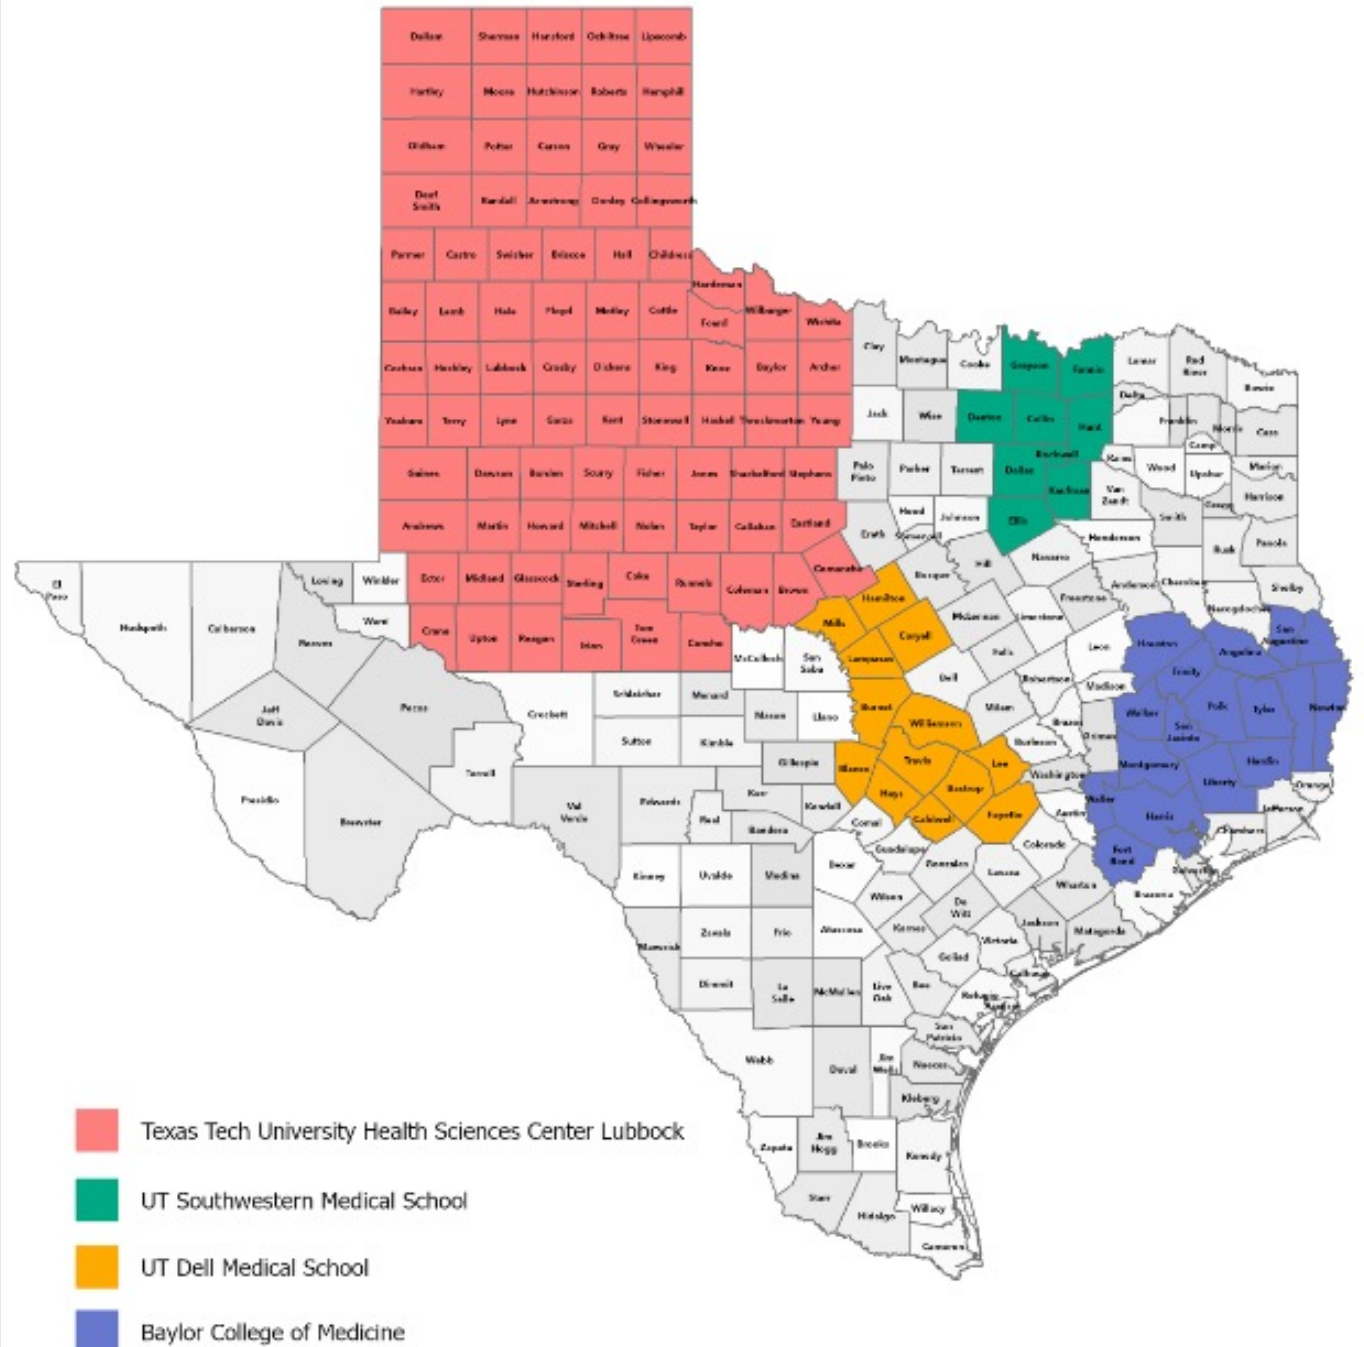 Dallam Sherman Hansford Ochiltree Lipscomb
Hartley Moore Hutchinson Roberts Hemphill
Oldham Potter Carson Gray Wheeler
Deaf
Smith
Randall Armstrong Donley Collingsworth
Parmer Castro Swisher Briscoe Hall Childress
Hardeman
Bailey Lamb Hale Floyd Motley Cottle Foard Wilbarger Wichita
Clay Montague Cooke Grayson Fannin Lamar Red
River
Bowie
Cochran Hockley Lubbock Crosby Dickens King Knox Baylor Archer
Delta
Yoakum Terry Lynn Garza Kent Stonewall Haskell Throckmorton Young Jack Wise Denton Collin Hunt Franklin Morris Cass
Camp
Rockwall
Gaines Dawson Borden Scurry Fisher Jones Shackelford Stephens Palo
Pinto
Parker Tarrant Dallas Kaufman Rains Wood Upshur Marion
Van
Zandt
Harrison
Gregg
Andrews Martin Howard Mitchell Nolan Taylor Callahan Eastland Hood Johnson Ellis Smith
Erath Somervell Henderson Rusk Panola
Comanche Bosque Hill Navarro
El
Paso
Hudspeth Culberson Loving Winkler Ector Midland Glasscock Sterling Coke Runnels Coleman Brown Hamilton Freestone Anderson Cherokee Shelby
Nacogdoches
Reeves Ward Crane Upton Reagan Irion Tom
Green
Concho McCulloch San
Saba
Mills Coryell McLennan Limestone Leon Houston Angelina San
Augustine
Lampasas Bell Falls Robertson Madison Trinity
Jeff
Davis
Pecos Crockett Schleicher Menard Mason Llano Burnet Williamson Milam Brazos Grimes Walker San
Jacinto
Polk Tyler Newton
Sutton Kimble Gillespie Blanco Travis Lee Burleson Washington Montgomery Liberty Hardin Orange
Presidio Brewster Terrell Val
Verde
Edwards Kerr Real Bandera Kendall Hays Bastrop Caldwell Fayette Austin Waller Harris Jefferson
Chambers
Comal Guadalupe Gonzales Colorado Fort
Bend
Galveston
Kinney Uvalde Medina Bexar Wilson Lavaca Wharton Brazoria
Zavala Frio Atascosa Karnes De
Witt
Jackson Matagorda
Maverick Goliad Victoria Calhoun
Dimmit La
Salle
McMullen Live
Oak
Bee Refugio
San
Patricio
Webb Duval Jim
Wells
Nueces
Kleberg
Zapata Jim
Hogg
Brooks Kenedy
Starr Hidalgo Willacy
Cameron
Texas Tech University Health Sciences Center Lubbock
UT Southwestern Medical School
UT Dell Medical School
Baylor College of Medicine